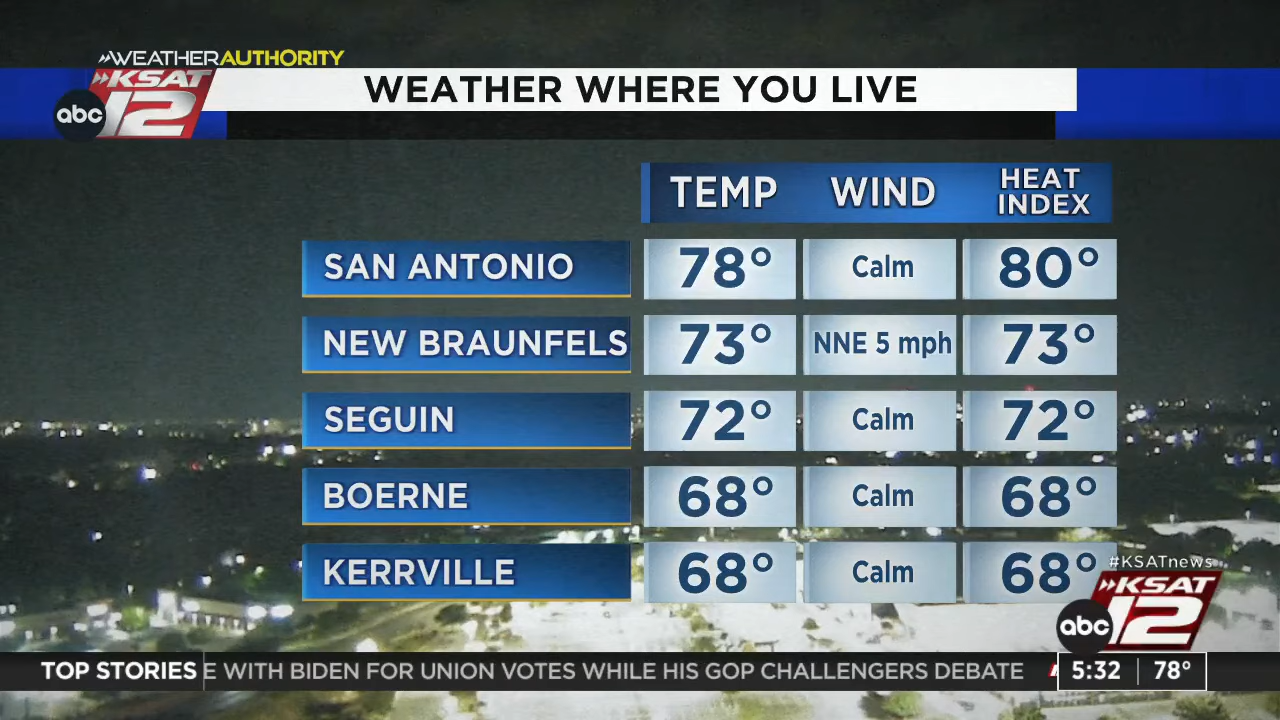 WEATHERAUTHORITY
KSAT
abc 12
WEATHER WHERE YOU LIVE
TEMP WIND HEAT INDEX
SAN ANTONIO 78° Calm 80°
NEW BRAUNFELS 73° NNE 5 mph 73°
SEGUIN 72° Calm 72°
BOERNE 68° Calm 68°
KERRVILLE 68° Calm 68°
#KSATnews
KSAT
abc 12
TOP STORIES E WITH BIDEN FOR UNION VOTES WHILE HIS GOP CHALLENGERS DEBATE 5:32 78°